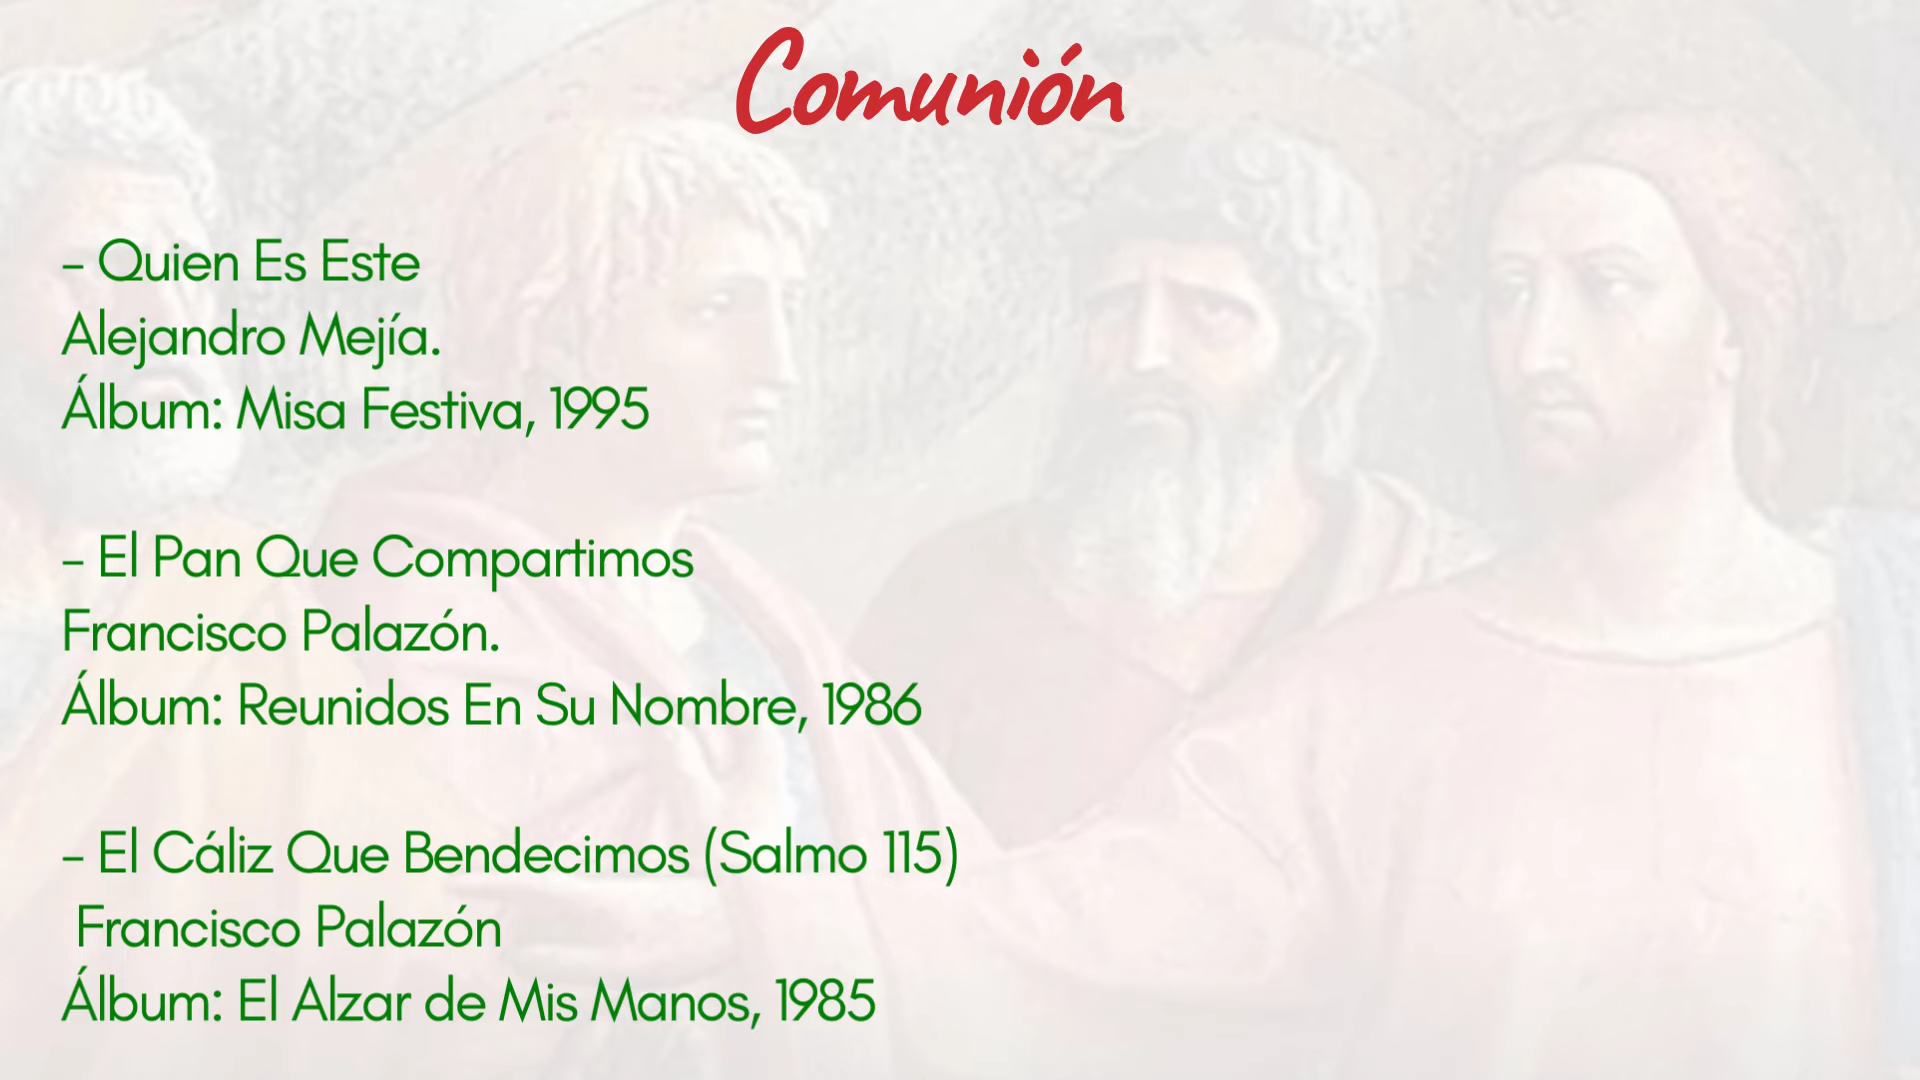 Comunión
– Quien Es Este
Alejandro Mejía.
Álbum: Misa Festiva, 1995
– El Pan Que Compartimos
Francisco Palazón.
Álbum: Reunidos En Su Nombre, 1986
– El Cáliz Que Bendecimos (Salmo 115)
Francisco Palazón
Álbum: El Alzar de Mis Manos, 1985